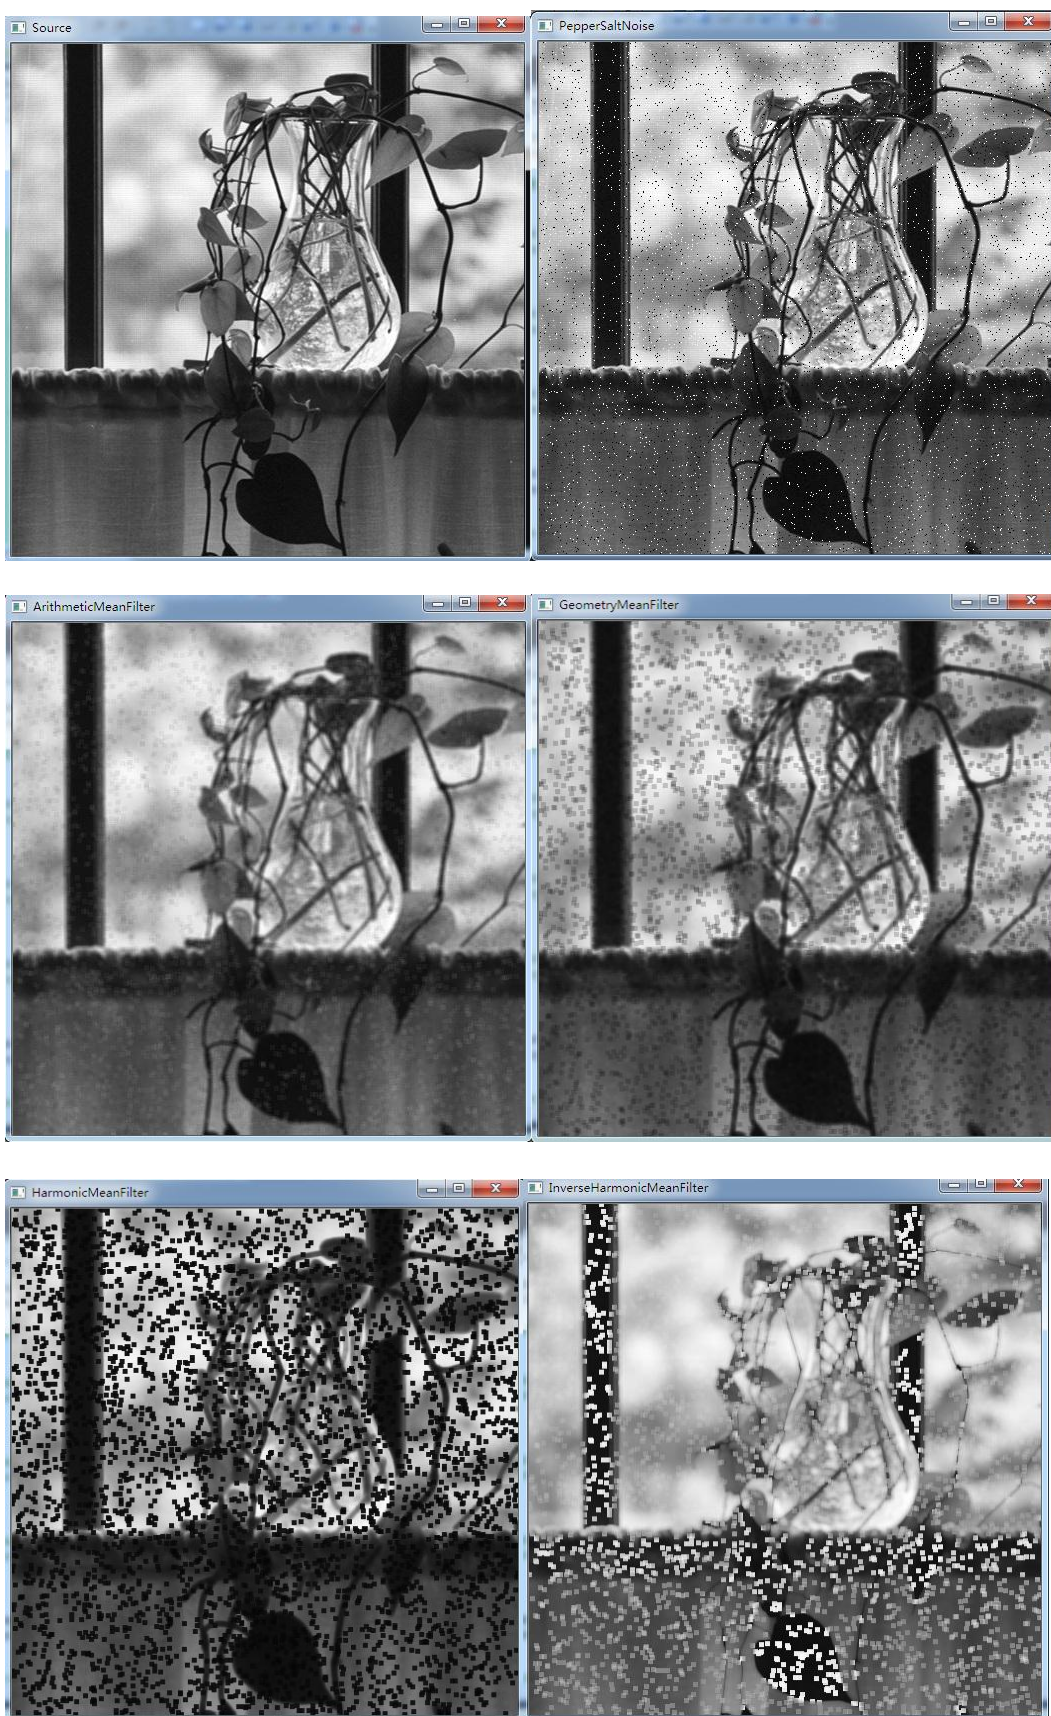 Source
PepperSaltNoise
ArithmeticMeanFilter
GeometryMeanFilter
HarmonicMeanFilter
InverseHarmonicMeanFilter